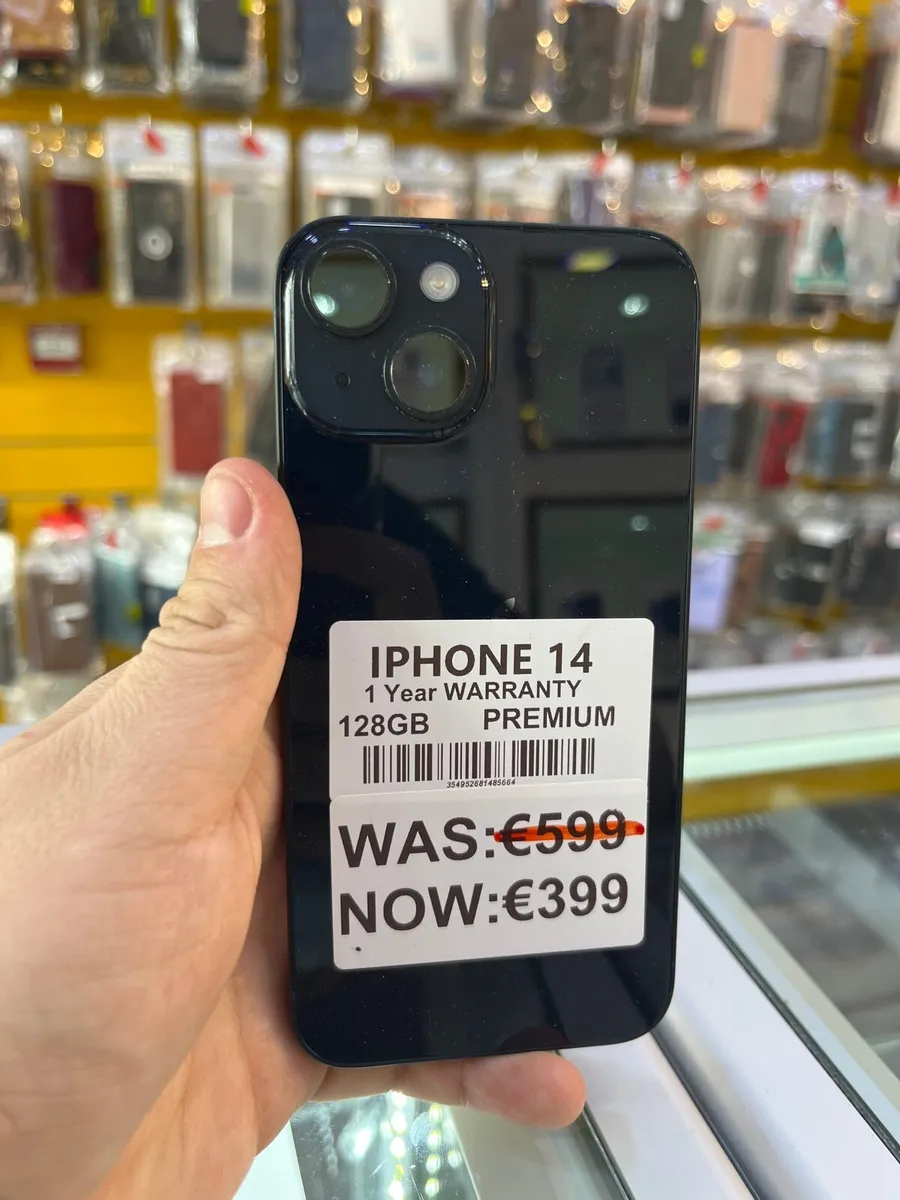 IPHONE 14
1 Year WARRANTY
128GB PREMIUM
354952681485664
WAS:€599
NOW:€399